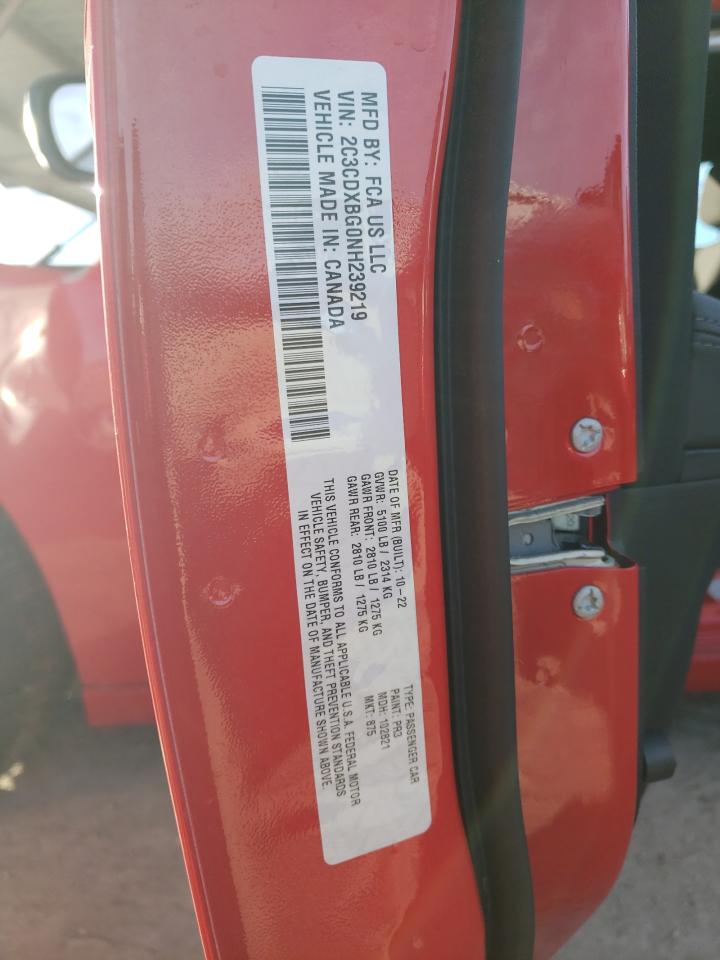 MFD BY: FCA US LLC
VIN: 2C3CDXBG0NH239219
VEHICLE MADE IN: CANADA
DATE OF MFR (BUILT): 10-22
GVWR: 5100 LB / 2314 KG
GAWR FRONT: 2810 LB / 1275 KG
GAWR REAR: 2810 LB / 1275 KG
TYPE: PASSENGER CAR
PAINT: PR3
MDH: 102821
MKT: 875
THIS VEHICLE CONFORMS TO ALL APPLICABLE U.S.A. FEDERAL MOTOR
VEHICLE SAFETY, BUMPER, AND THEFT PREVENTION STANDARDS
IN EFFECT ON THE DATE OF MANUFACTURE SHOWN ABOVE.